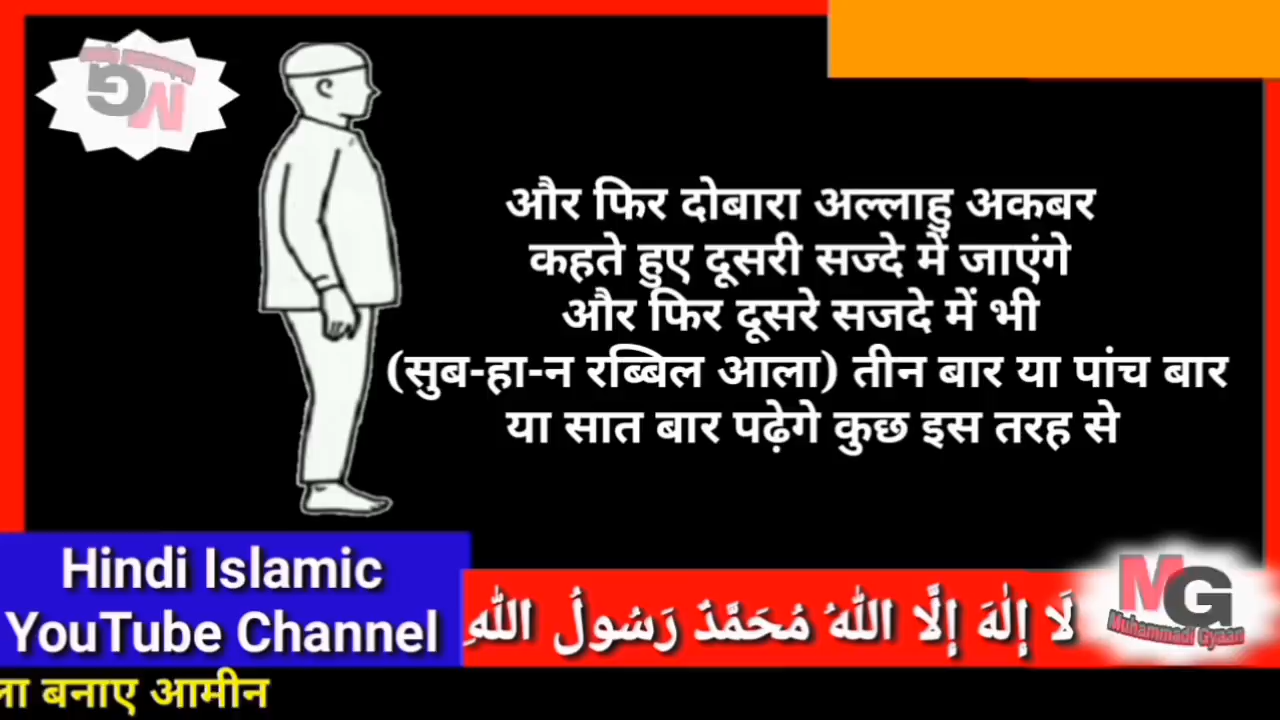 और फिर दोबारा अल्लाहु अकबर
कहते हुए दूसरी सज्दे में जाएंगे
और फिर दूसरे सजदे में भी
(सुब-हा-न रब्बिल आला) तीन बार या पांच बार
या सात बार पढ़ेगे कुछ इस तरह से
Hindi Islamic
YouTube Channel
لَا إِلٰهَ إِلَّا اللهُ مُحَمَّدٌ رَسُولُ اللهِ
MG
Muhammadi Gyaan
बनाए आमीन